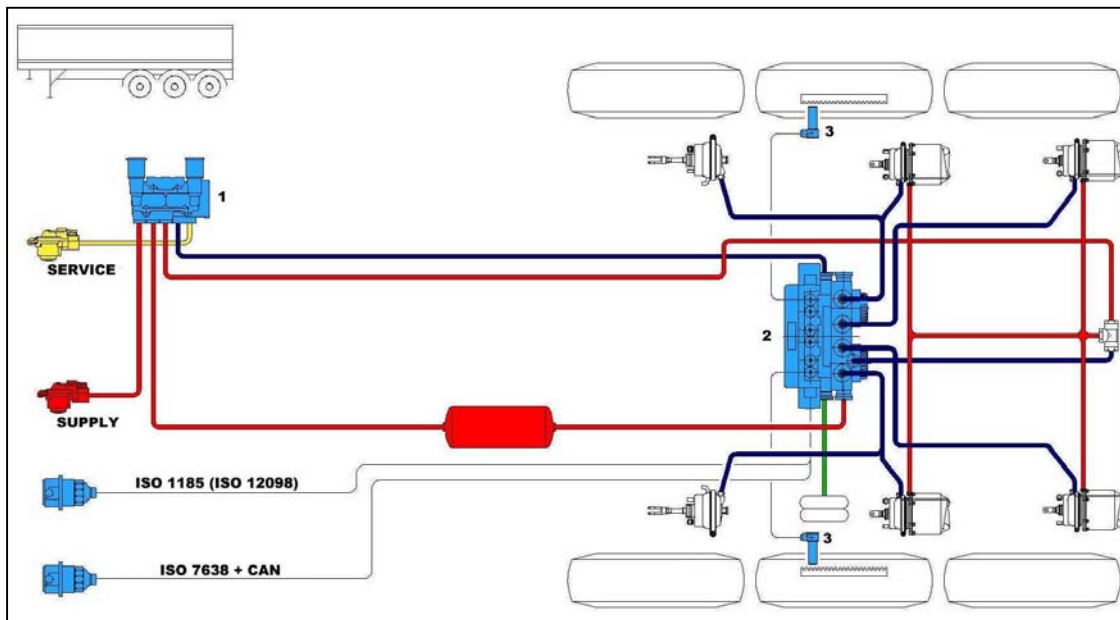 1
SERVICE
SUPPLY
ISO 1185 (ISO 12098)
ISO 7638 + CAN
2
3
3